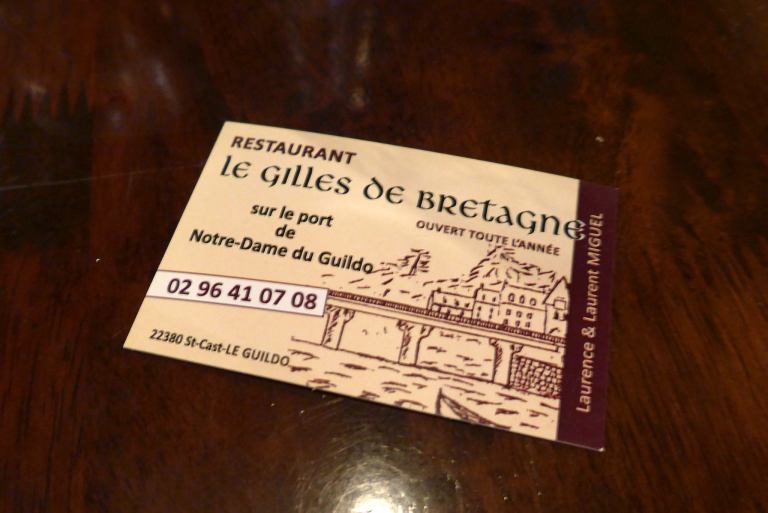 RESTAURANT
Le Gilles de Bretagne
OUVERT TOUTE L'ANNÉE
sur le port
de
Notre-Dame du Guildo
02 96 41 07 08
22380 St-Cast-LE GUILDO
Laurence & Laurent MIGUEL